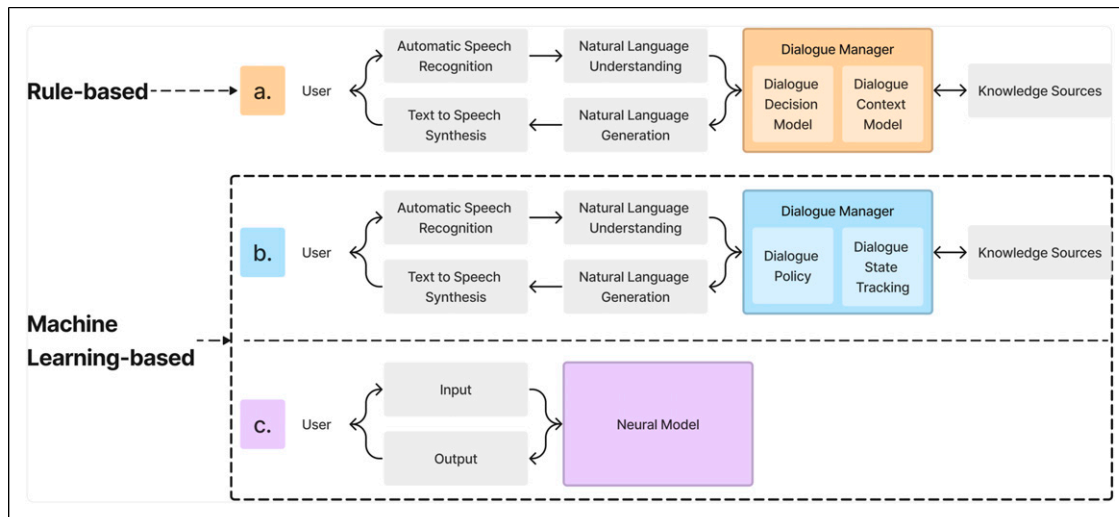 Rule-based
a.
User
Automatic Speech
Recognition
Natural Language
Understanding
Text to Speech
Synthesis
Natural Language
Generation
Dialogue Manager
Dialogue
Decision
Model
Dialogue
Context
Model
Knowledge Sources
Machine
Learning-based
b.
User
Automatic Speech
Recognition
Natural Language
Understanding
Text to Speech
Synthesis
Natural Language
Generation
Dialogue Manager
Dialogue
Policy
Dialogue
State
Tracking
Knowledge Sources
c.
User
Input
Output
Neural Model